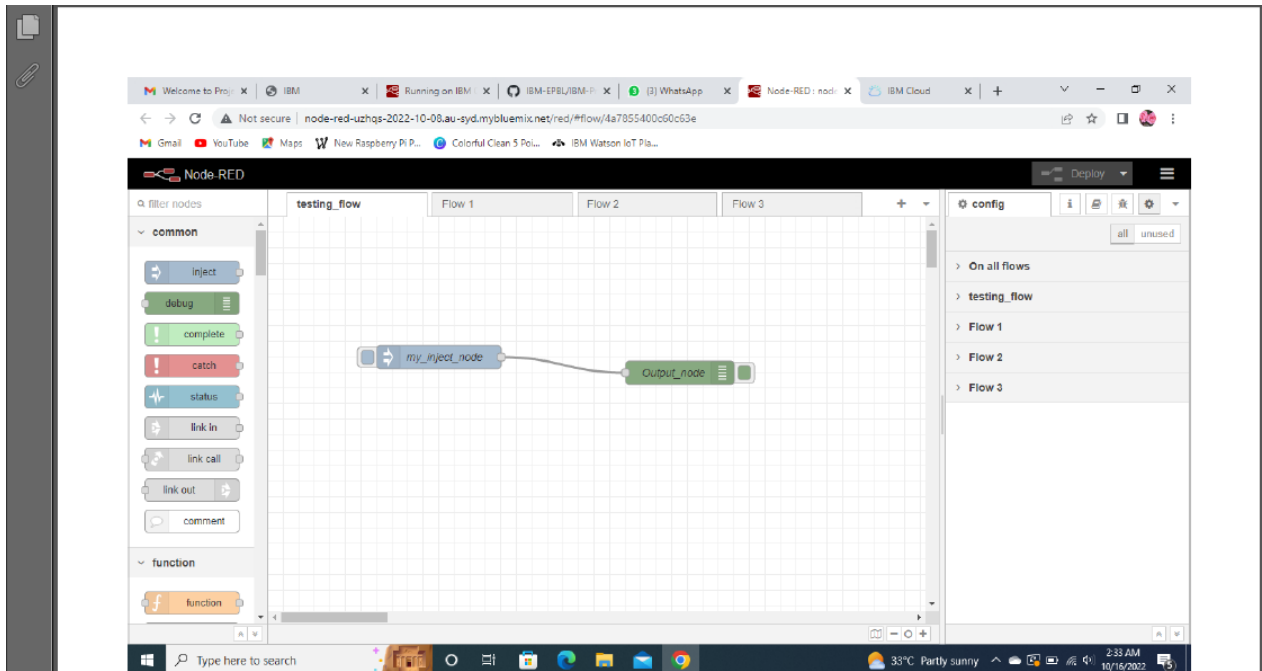 Welcome to Proje
IBM
Running on IBM
IBM-EPBL/IBM-P
(3) WhatsApp
Node-RED : node
IBM Cloud
Not secure | node-red-uzhqs-2022-10-08.au-syd.mybluemix.net/red/#flow/4a7855400c60c63e
Gmail YouTube Maps New Raspberry Pi P... Colorful Clean 5 Poi... IBM Watson IoT Pla...
Node-RED Deploy
filter nodes
testing_flow Flow 1 Flow 2 Flow 3
config
all unused
common
inject
debug
complete
catch
status
link in
link call
link out
comment
function
function
my_inject_node
Output_node
On all flows
testing_flow
Flow 1
Flow 2
Flow 3
Type here to search
33°C Partly sunny
2:33 AM
10/16/2022